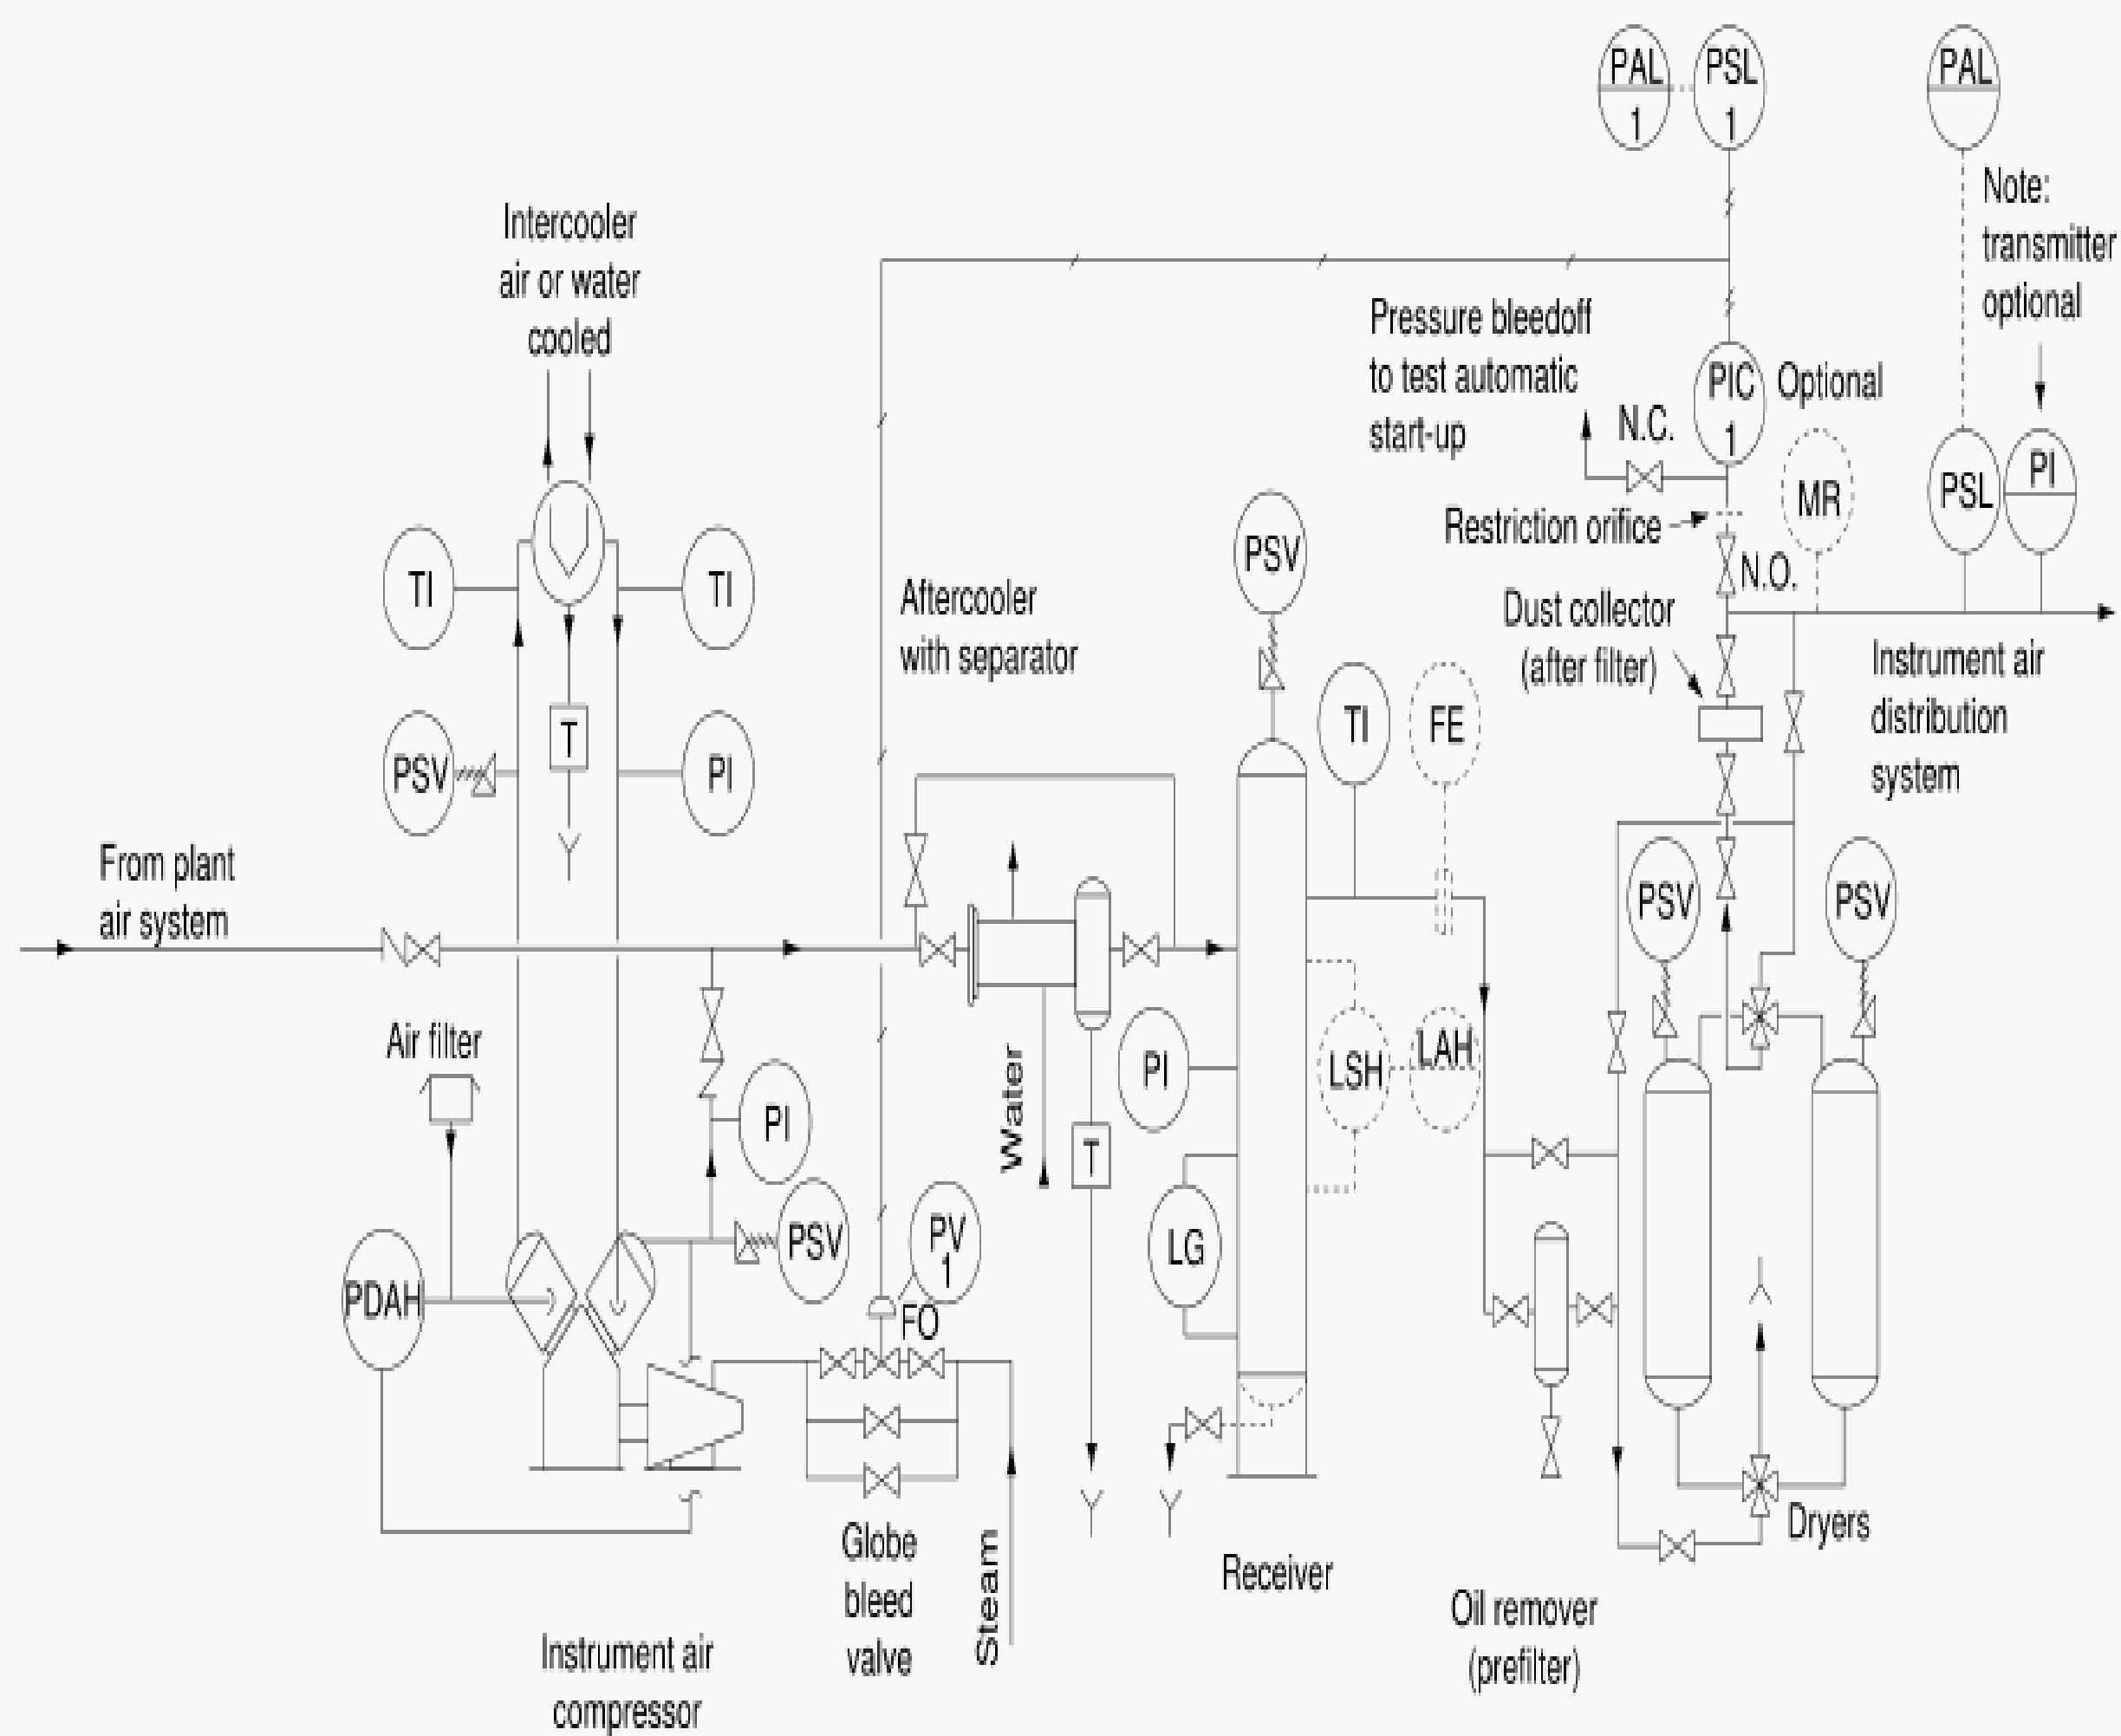 PAL
1
PSL
1
PAL
Note:
transmitter
optional
Intercooler
air or water
cooled
Pressure bleedoff
to test automatic
start-up
N.C.
PIC
1
Optional
MR
PSL
PI
Restriction orifice
N.O.
PSV
TI
TI
Aftercooler
with separator
Dust collector
(after filter)
Instrument air
distribution
system
TI
FE
PSV
T
PI
From plant
air system
PSV
PSV
Air filter
PI
Water
PI
LSH
LAH
T
PSV
PV
1
LG
PDAH
FO
Dryers
Globe
bleed
valve
Steam
Receiver
Oil remover
(prefilter)
Instrument air
compressor